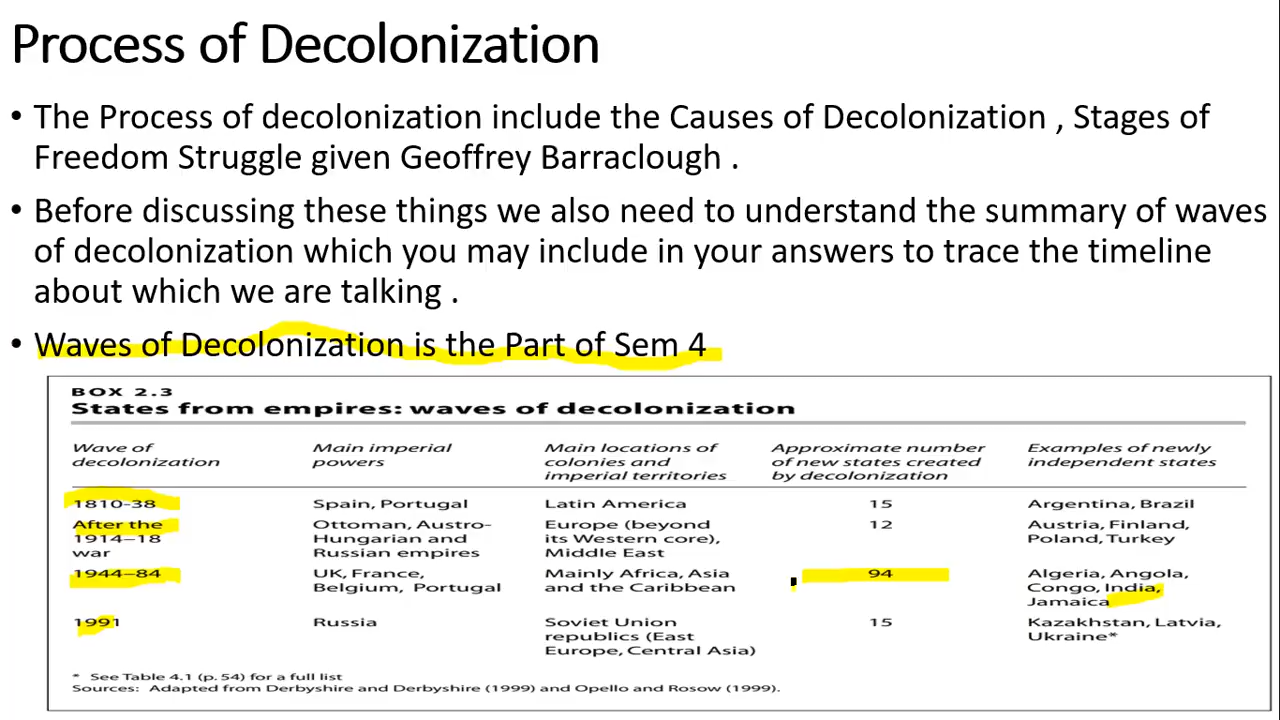 Process of Decolonization
• The Process of decolonization include the Causes of Decolonization , Stages of
Freedom Struggle given Geoffrey Barraclough .
• Before discussing these things we also need to understand the summary of waves
of decolonization which you may include in your answers to trace the timeline
about which we are talking .
• Waves of Decolonization is the Part of Sem 4
BOX 2.3
States from empires: waves of decolonization
Wave of decolonization Main imperial powers Main locations of colonies and imperial territories Approximate number of new states created by decolonization Examples of newly independent states
1810-38 Spain, Portugal Latin America 15 Argentina, Brazil
After the 1914–18 war Ottoman, Austro-Hungarian and Russian empires Europe (beyond its Western core), Middle East 12 Austria, Finland, Poland, Turkey
1944–84 UK, France, Belgium, Portugal Mainly Africa, Asia and the Caribbean 94 Algeria, Angola, Congo, India, Jamaica
1991 Russia Soviet Union republics (East Europe, Central Asia) 15 Kazakhstan, Latvia, Ukraine*
* See Table 4.1 (p. 54) for a full list
Sources: Adapted from Derbyshire and Derbyshire (1999) and Opello and Rosow (1999).